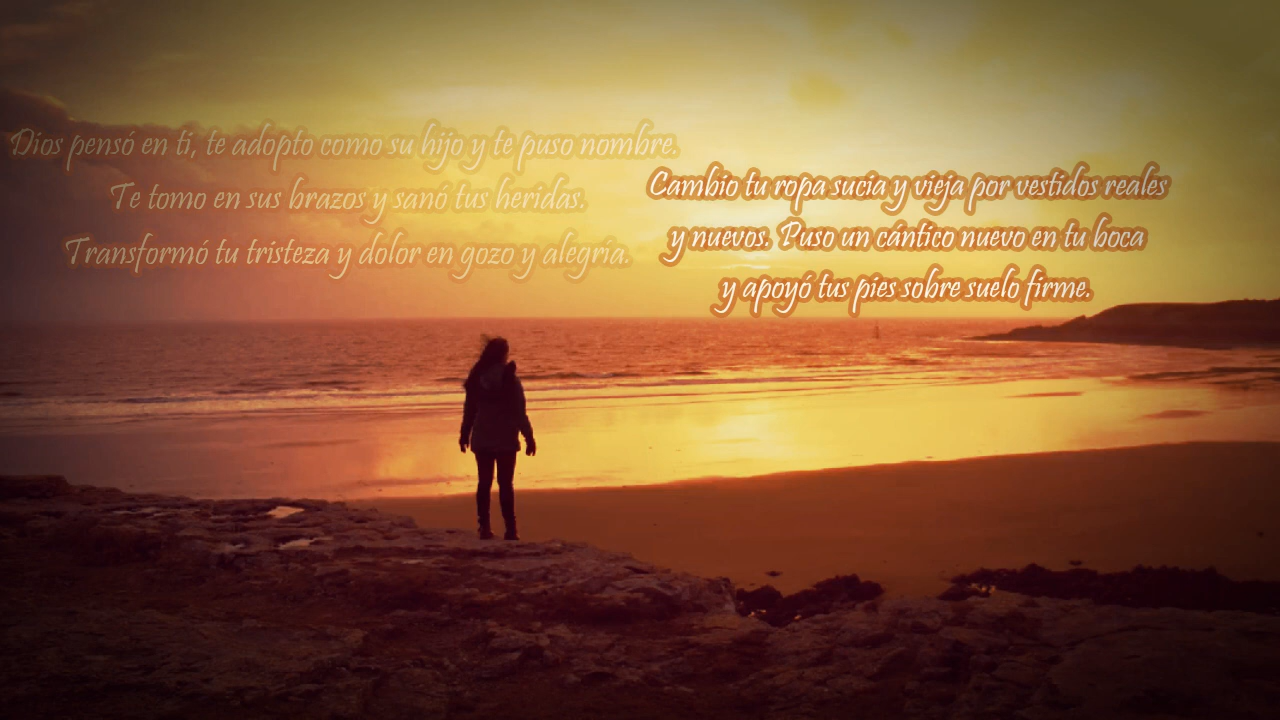 Dios pensó en ti, te adopto como su hijo y te puso nombre.
Te tomo en sus brazos y sanó tus heridas.
Transformó tu tristeza y dolor en gozo y alegría.
Cambio tu ropa sucia y vieja por vestidos reales
y nuevos. Puso un cántico nuevo en tu boca
y apoyó tus pies sobre suelo firme.